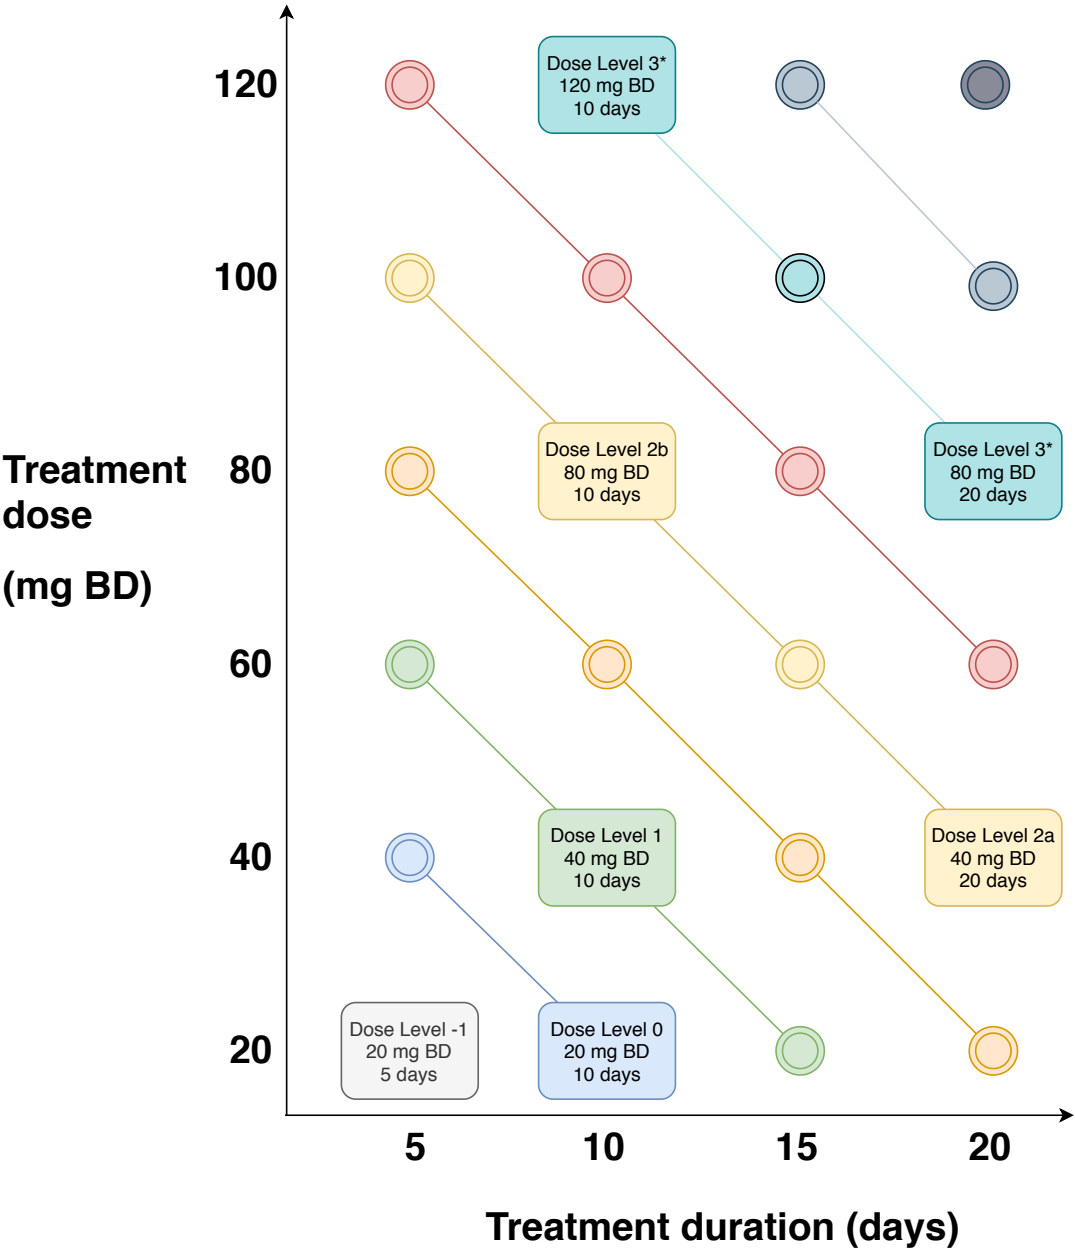 120
Dose Level 3*
120 mg BD
10 days
100
Treatment
dose
(mg BD)
80
Dose Level 2b
80 mg BD
10 days
Dose Level 3*
80 mg BD
20 days
60
40
Dose Level 1
40 mg BD
10 days
Dose Level 2a
40 mg BD
20 days
20
Dose Level -1
20 mg BD
5 days
Dose Level 0
20 mg BD
10 days
5
10
15
20
Treatment duration (days)